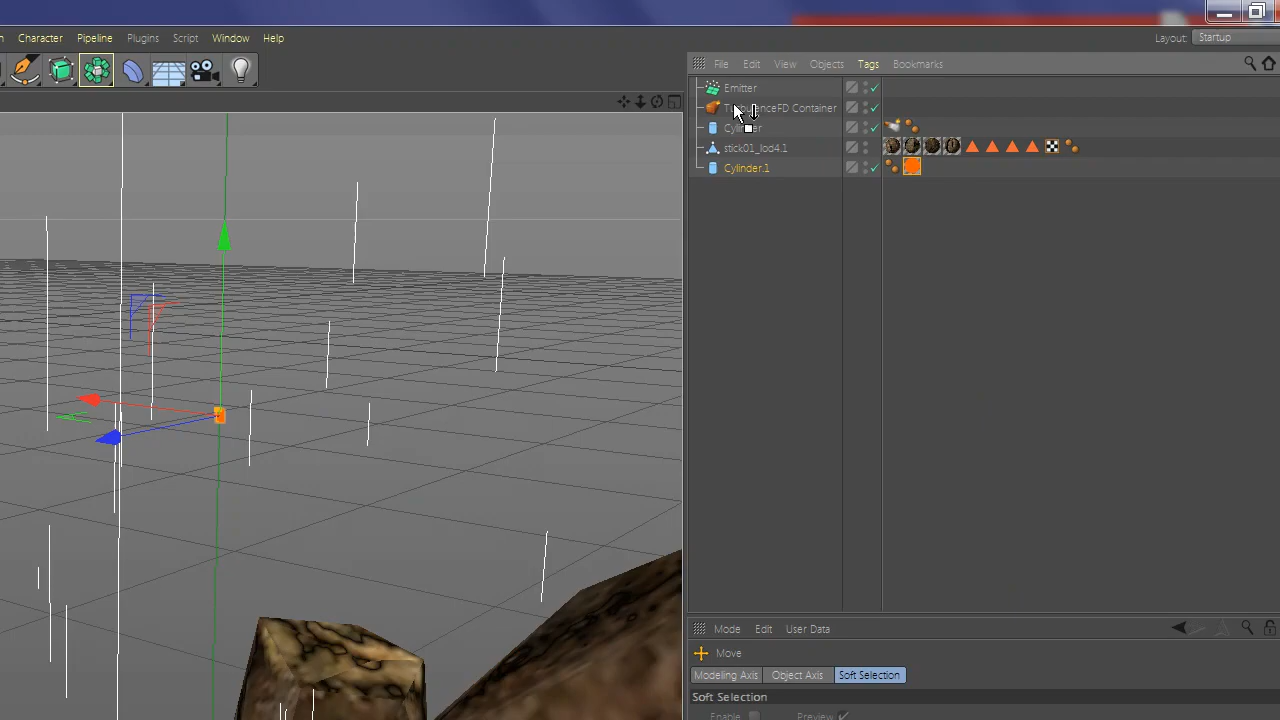 Character Pipeline Plugins Script Window Help
Layout: Startup
File Edit View Objects Tags Bookmarks
Emitter
TurbulenceFD Container
Cylinder
stick01_lod4.1
Cylinder.1
Mode Edit User Data
Move
Modeling Axis Object Axis Soft Selection
Soft Selection
Enable Preview